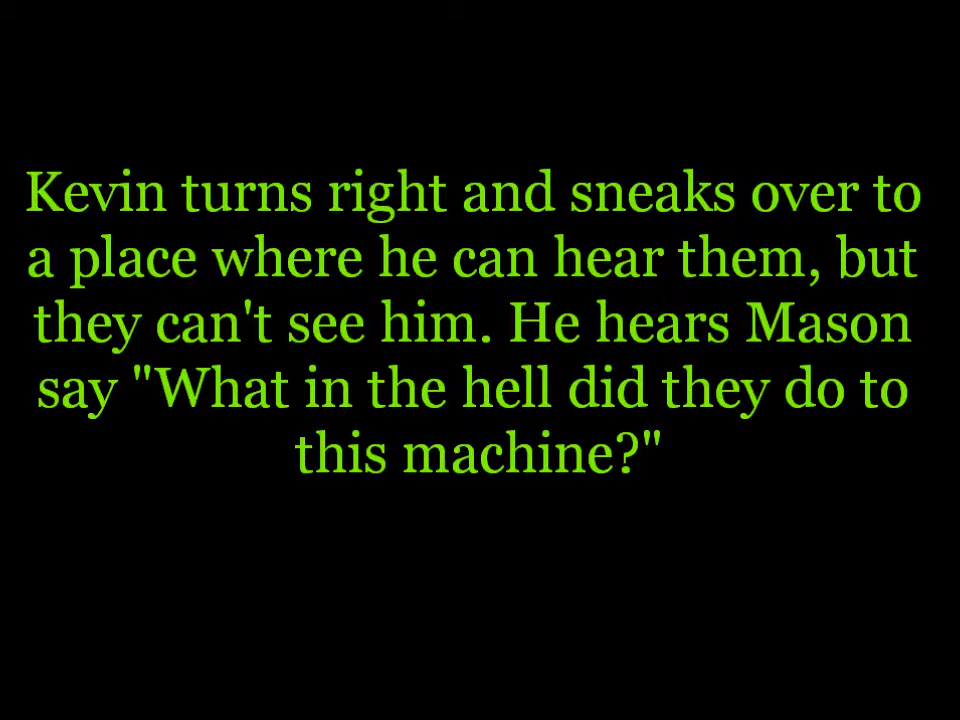 Kevin turns right and sneaks over to
a place where he can hear them, but
they can't see him. He hears Mason
say "What in the hell did they do to
this machine?"